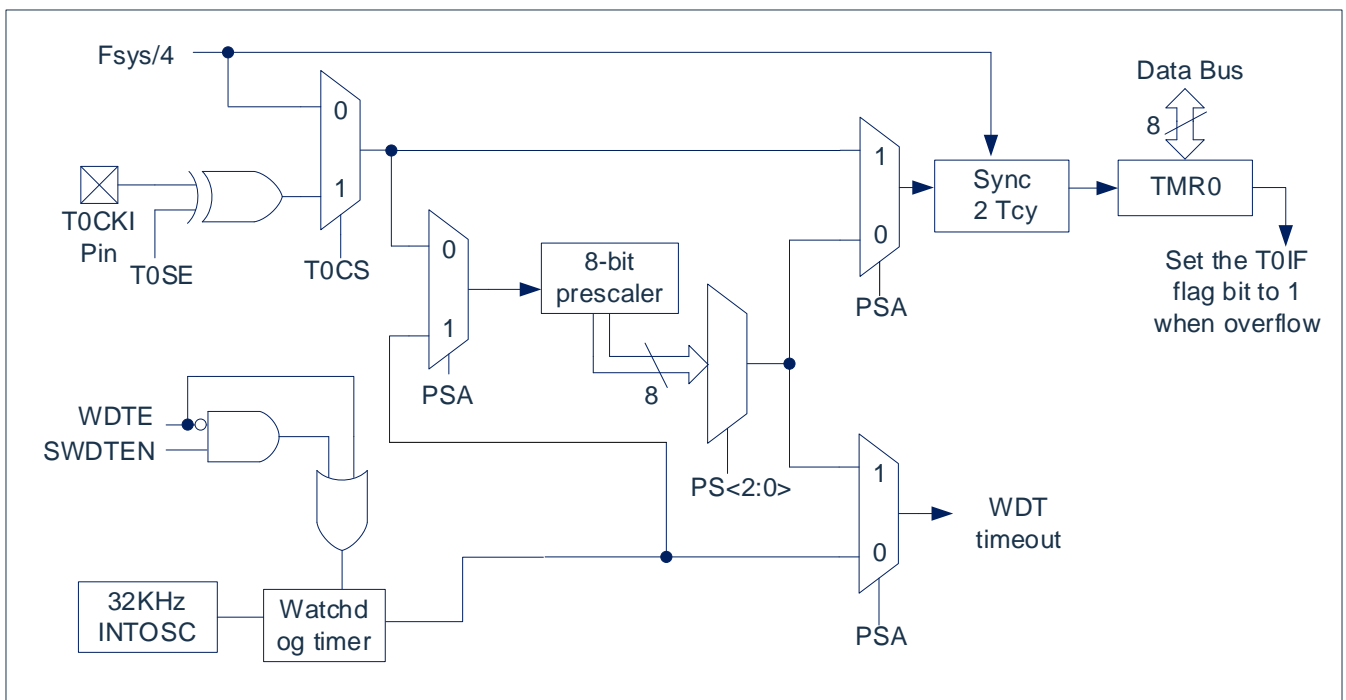 Fsys/4
Data Bus
8
0
1
T0CKI
Pin
T0SE
T0CS
0
1
PSA
8-bit
prescaler
8
PS<2:0>
1
0
PSA
Sync
2 Tcy
TMR0
Set the T0IF
flag bit to 1
when overflow
WDTE
SWDTEN
32KHz
INTOSC
Watchd
og timer
1
0
PSA
WDT
timeout